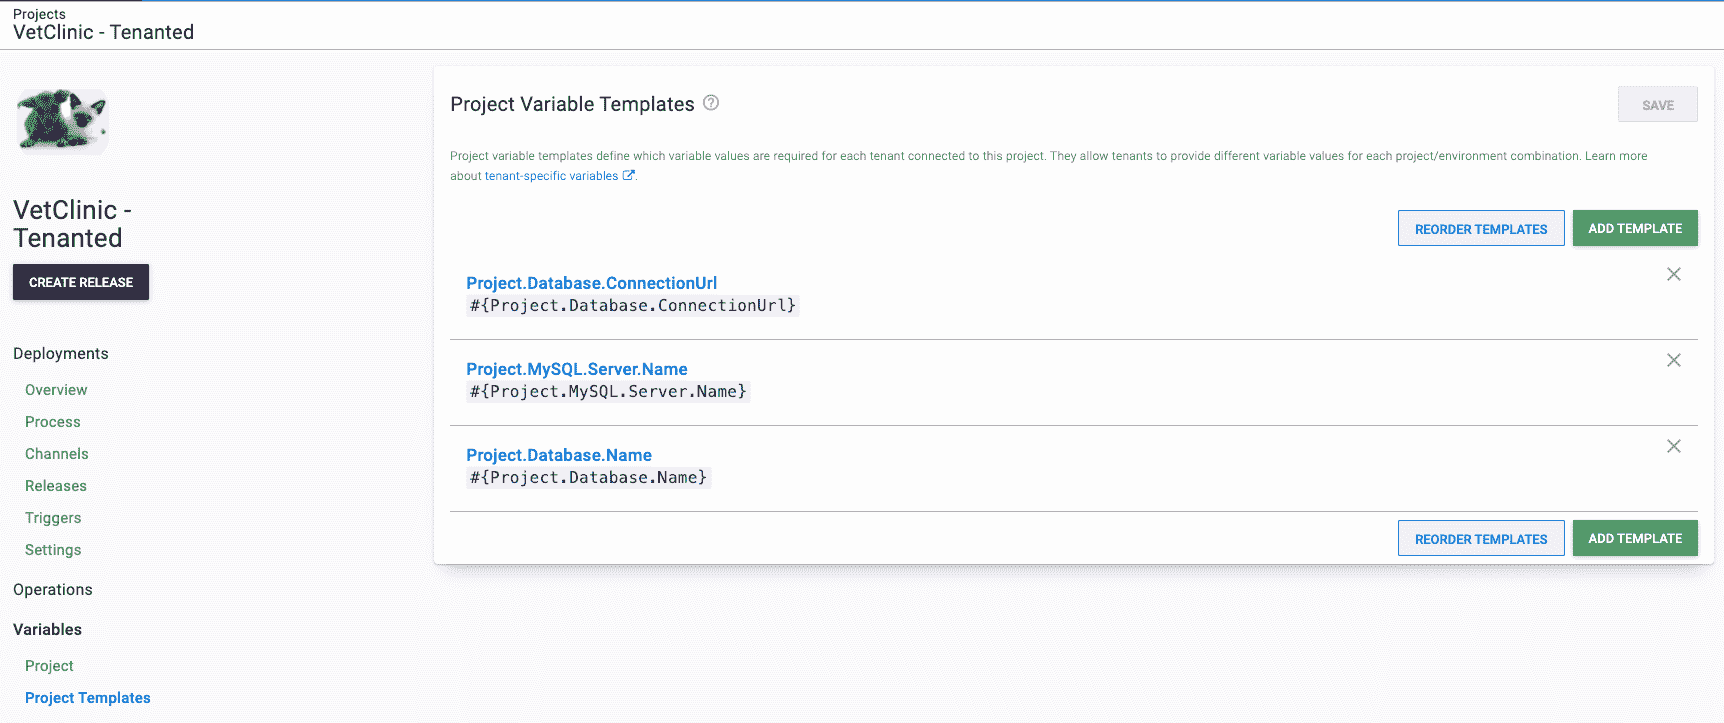 Projects
VetClinic - Tenanted
VetClinic -
Tenanted
CREATE RELEASE
Deployments
Overview
Process
Channels
Releases
Triggers
Settings
Operations
Variables
Project
Project Templates
Project Variable Templates
SAVE
Project variable templates define which variable values are required for each tenant connected to this project. They allow tenants to provide different variable values for each project/environment combination. Learn more
about tenant-specific variables.
REORDER TEMPLATES
ADD TEMPLATE
Project.Database.ConnectionUrl
#{Project.Database.ConnectionUrl}
Project.MySQL.Server.Name
#{Project.MySQL.Server.Name}
Project.Database.Name
#{Project.Database.Name}
REORDER TEMPLATES
ADD TEMPLATE